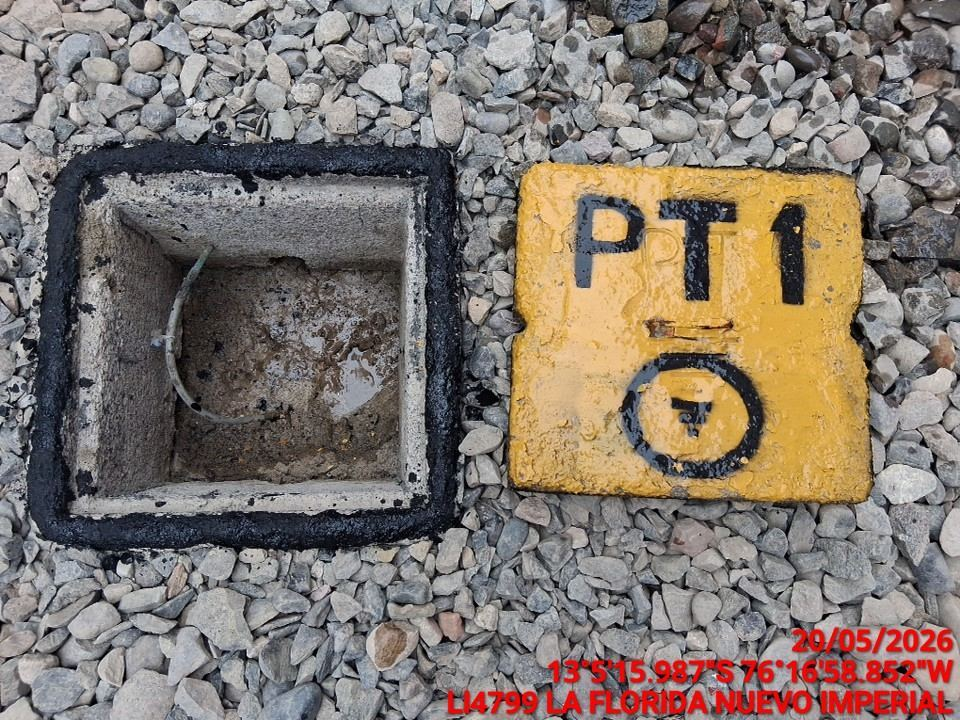 PT1
20/05/2026
13°5'15.987"S 76°16'58.852"W
LI4799 LA FLORIDA NUEVO IMPERIAL